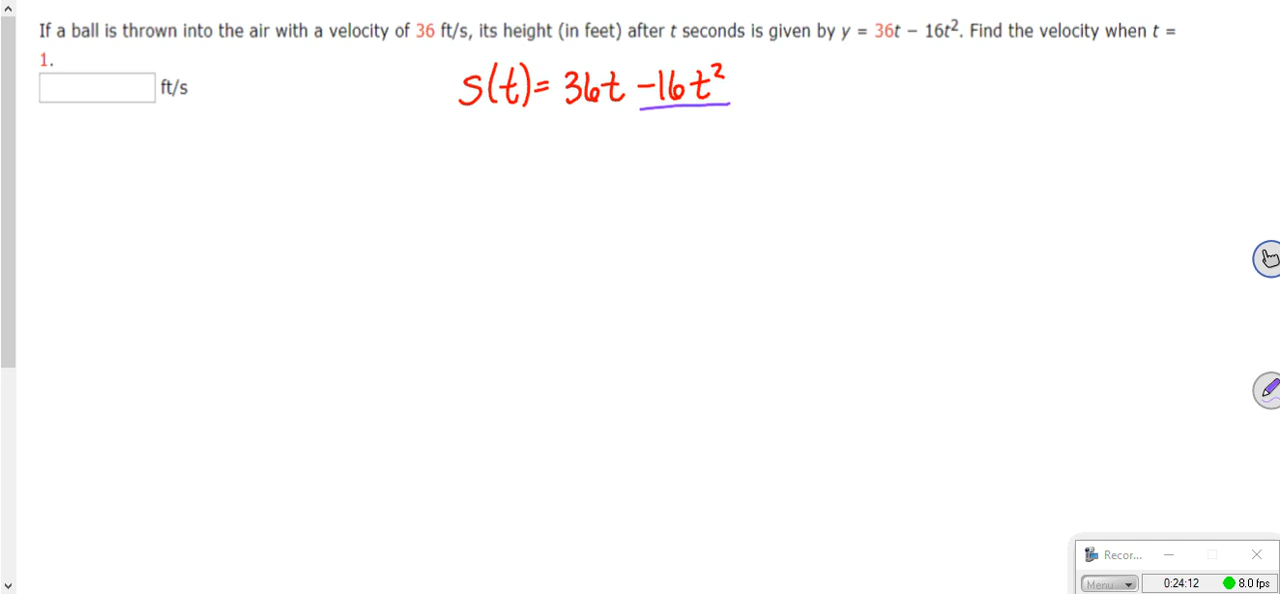 If a ball is thrown into the air with a velocity of 36 ft/s, its height (in feet) after t seconds is given by y = 36t − 16t². Find the velocity when t =
1.
ft/s
s(t)= 36t −16t²
Recor...
Menu
0:24:12
8.0 fps